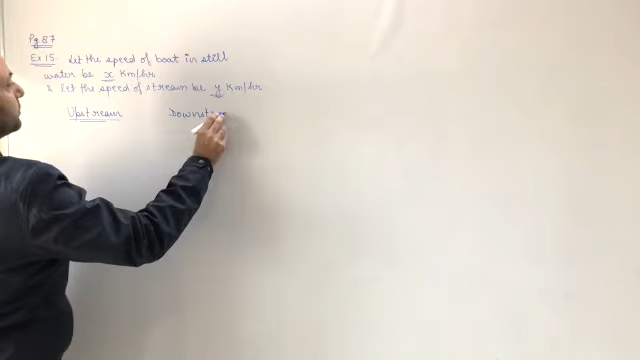 Pg 87
Ex 15. Let the speed of boat in still
water be x Km/hr.
& Let the speed of stream be y Km/hr
Upstream Downst